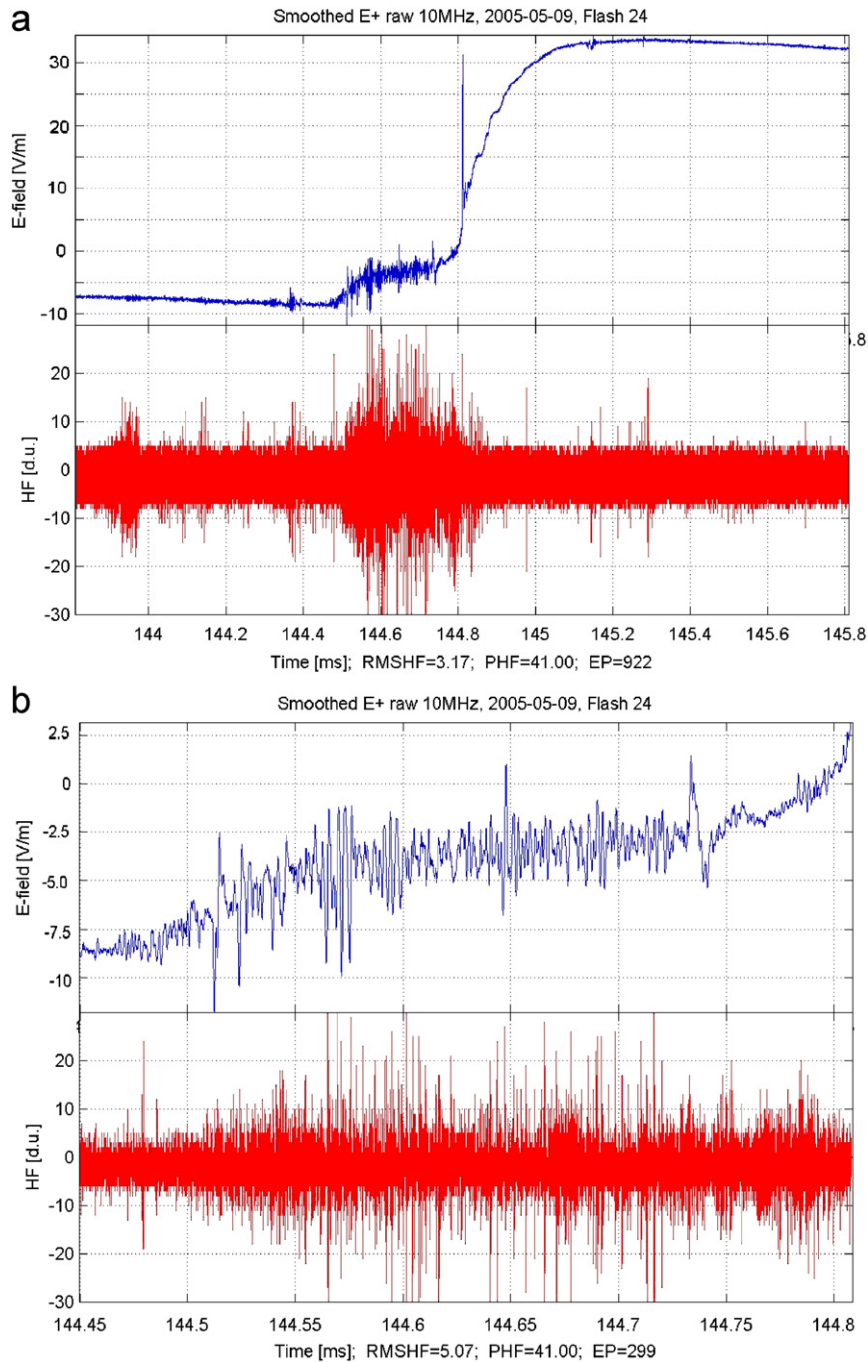 a
Smoothed E+ raw 10MHz, 2005-05-09, Flash 24
E-field [V/m]
30
20
10
0
-10
5.8
HF [d.u.]
20
10
0
-10
-20
-30
144 144.2 144.4 144.6 144.8 145 145.2 145.4 145.6 145.8
Time [ms]; RMSHF=3.17; PHF=41.00; EP=922
b
Smoothed E+ raw 10MHz, 2005-05-09, Flash 24
E-field [V/m]
2.5
0
-2.5
-5.0
-7.5
-10
HF [d.u.]
20
10
0
-10
-20
-30
144.45 144.5 144.55 144.6 144.65 144.7 144.75 144.8
Time [ms]; RMSHF=5.07; PHF=41.00; EP=299